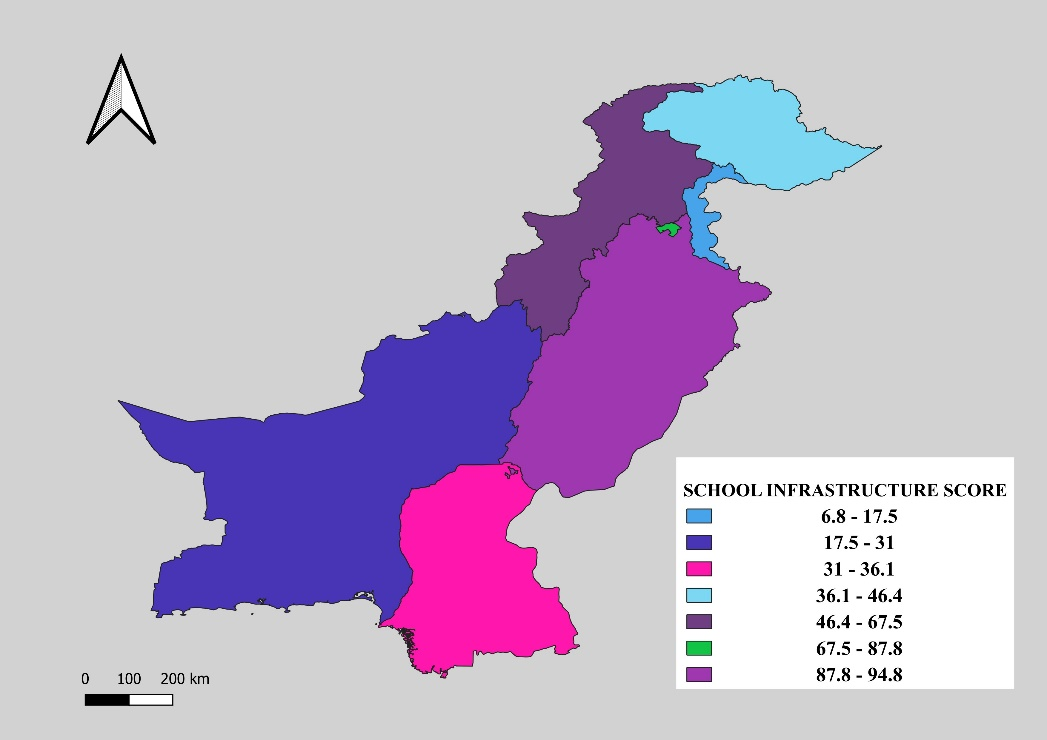 SCHOOL INFRASTRUCTURE SCORE
6.8 - 17.5
17.5 - 31
31 - 36.1
36.1 - 46.4
46.4 - 67.5
67.5 - 87.8
87.8 - 94.8
0 100 200 km